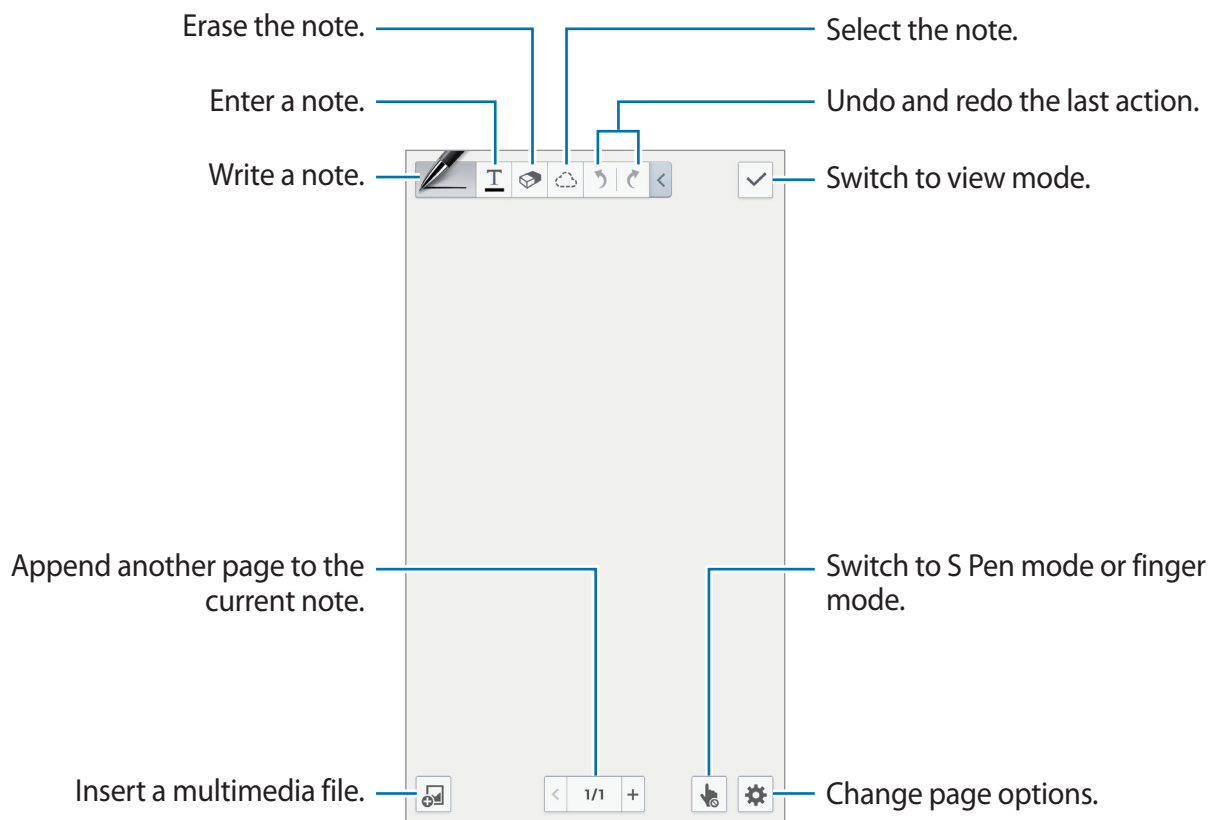 Erase the note.
Select the note.
Enter a note.
Undo and redo the last action.
Write a note.
T
Switch to view mode.
Append another page to the
current note.
Switch to S Pen mode or finger
mode.
Insert a multimedia file.
1/1 +
Change page options.